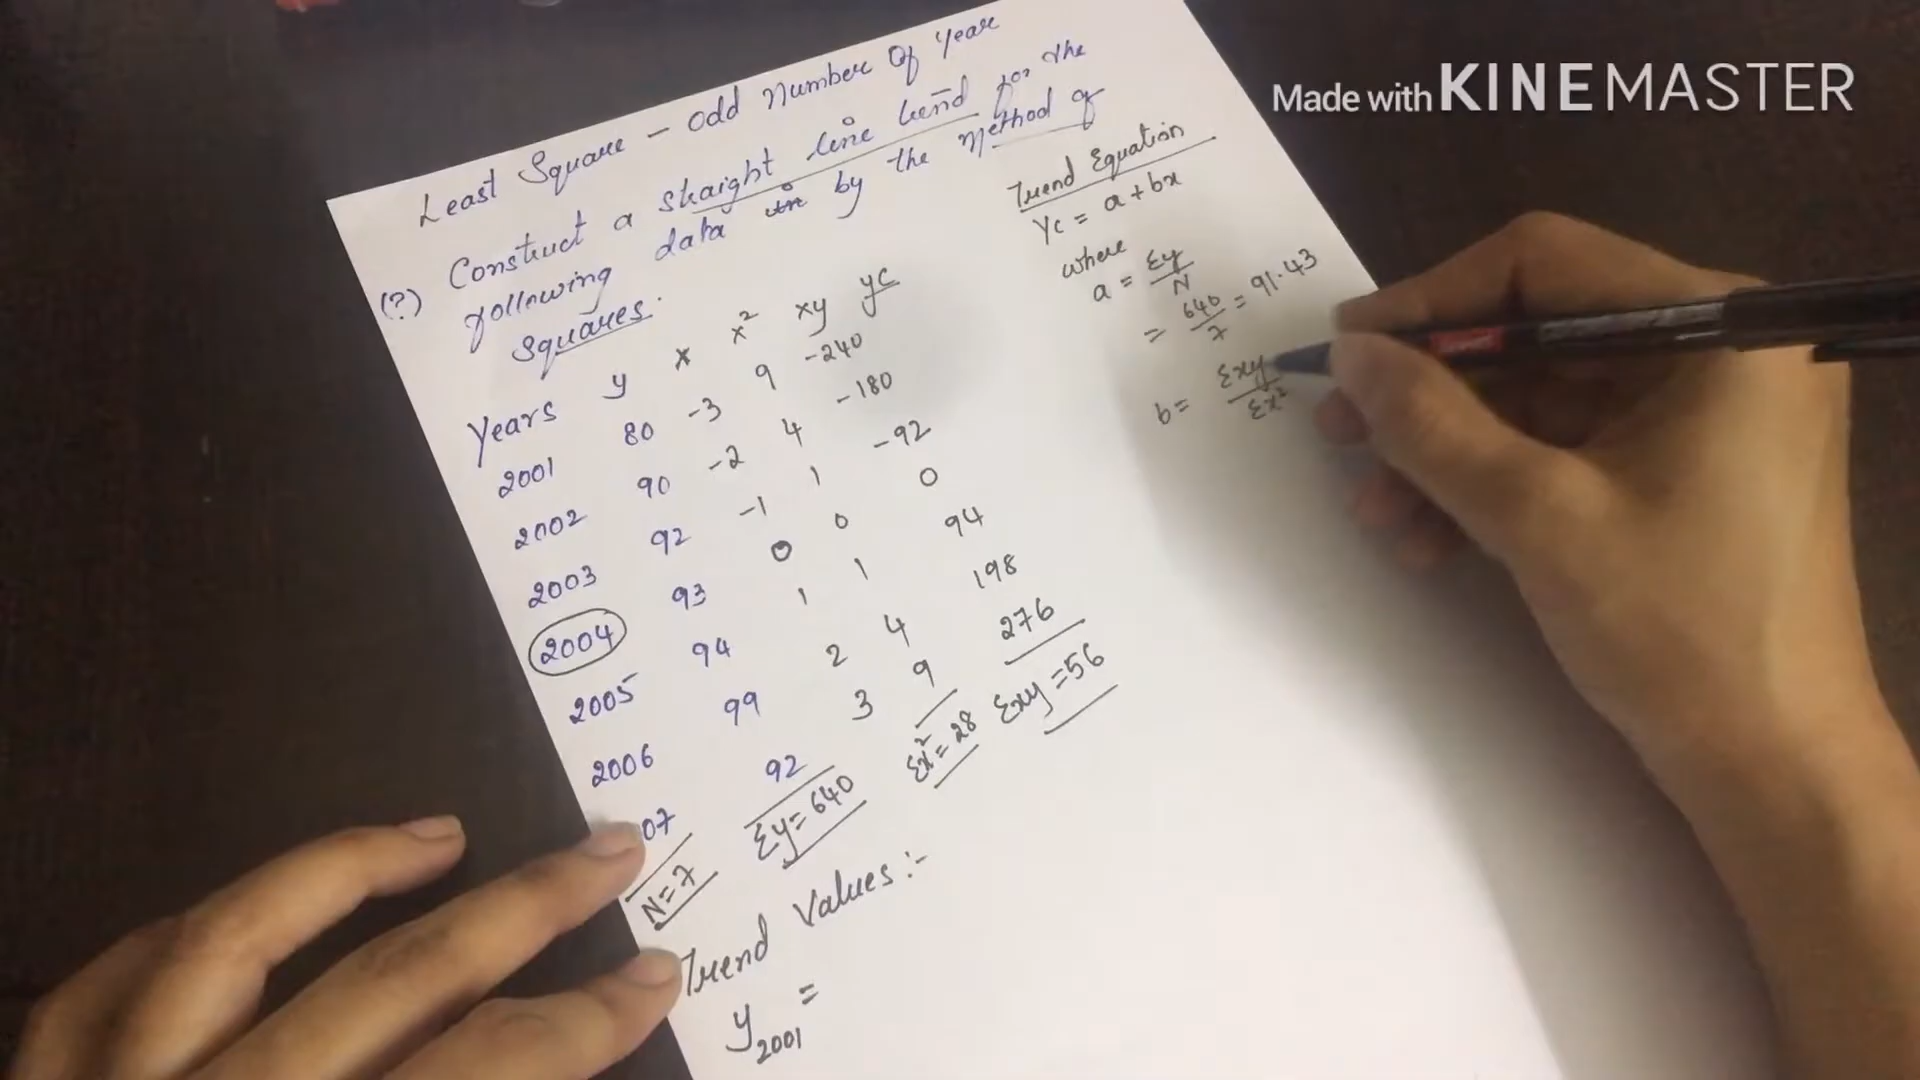 Made with KINEMASTER
Least Square - Odd Number Of Year
(?) Construct a straight line trend for the
following data by the Method of
Squares.
Years y x x² xy yc
2001 80 -3 9 -240
2002 90 -2 4 -180
2003 92 -1 1 -92
2004 93 0 0 0
2005 94 1 1 94
2006 99 2 4 198
07 92 3 9 276
N=7 Σy=640 Σx²=28 Σxy=56
Trend Values :-
y2001 =
Trend Equation
Yc = a + bx
where
a = Σy/N
= 640/7 = 91.43
b = Σxy/Σx²